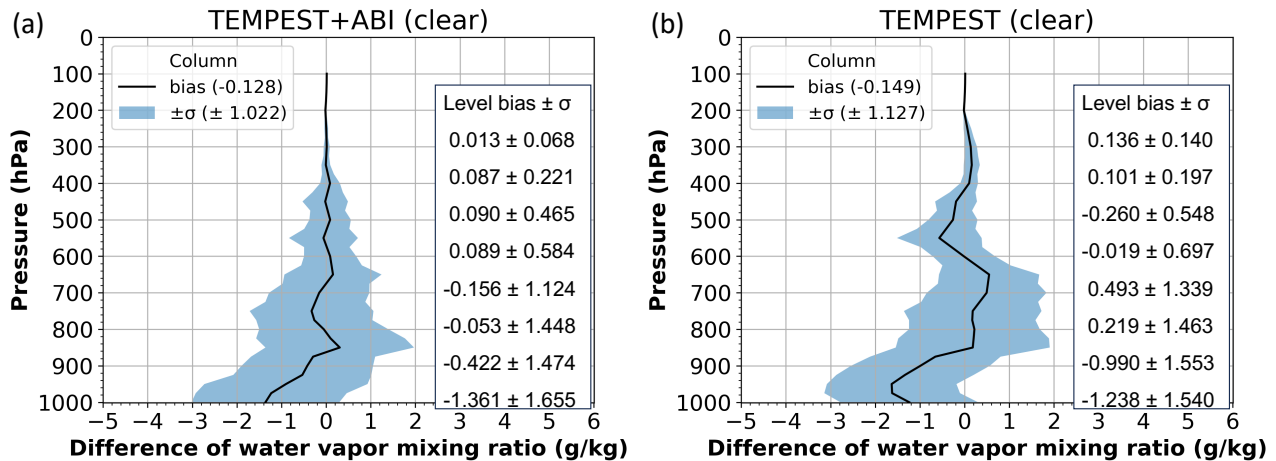 (a)
TEMPEST+ABI (clear)
Column
bias (-0.128)
±σ (± 1.022)
Level bias ± σ
0.013 ± 0.068
0.087 ± 0.221
0.090 ± 0.465
0.089 ± 0.584
-0.156 ± 1.124
-0.053 ± 1.448
-0.422 ± 1.474
-1.361 ± 1.655
0
100
200
300
400
500
600
700
800
900
1000
Pressure (hPa)
−5 −4 −3 −2 −1 0 1 2 3 4 5 6
Difference of water vapor mixing ratio (g/kg)
(b)
TEMPEST (clear)
Column
bias (-0.149)
±σ (± 1.127)
Level bias ± σ
0.136 ± 0.140
0.101 ± 0.197
-0.260 ± 0.548
-0.019 ± 0.697
0.493 ± 1.339
0.219 ± 1.463
-0.990 ± 1.553
-1.238 ± 1.540
0
100
200
300
400
500
600
700
800
900
1000
Pressure (hPa)
−5 −4 −3 −2 −1 0 1 2 3 4 5 6
Difference of water vapor mixing ratio (g/kg)